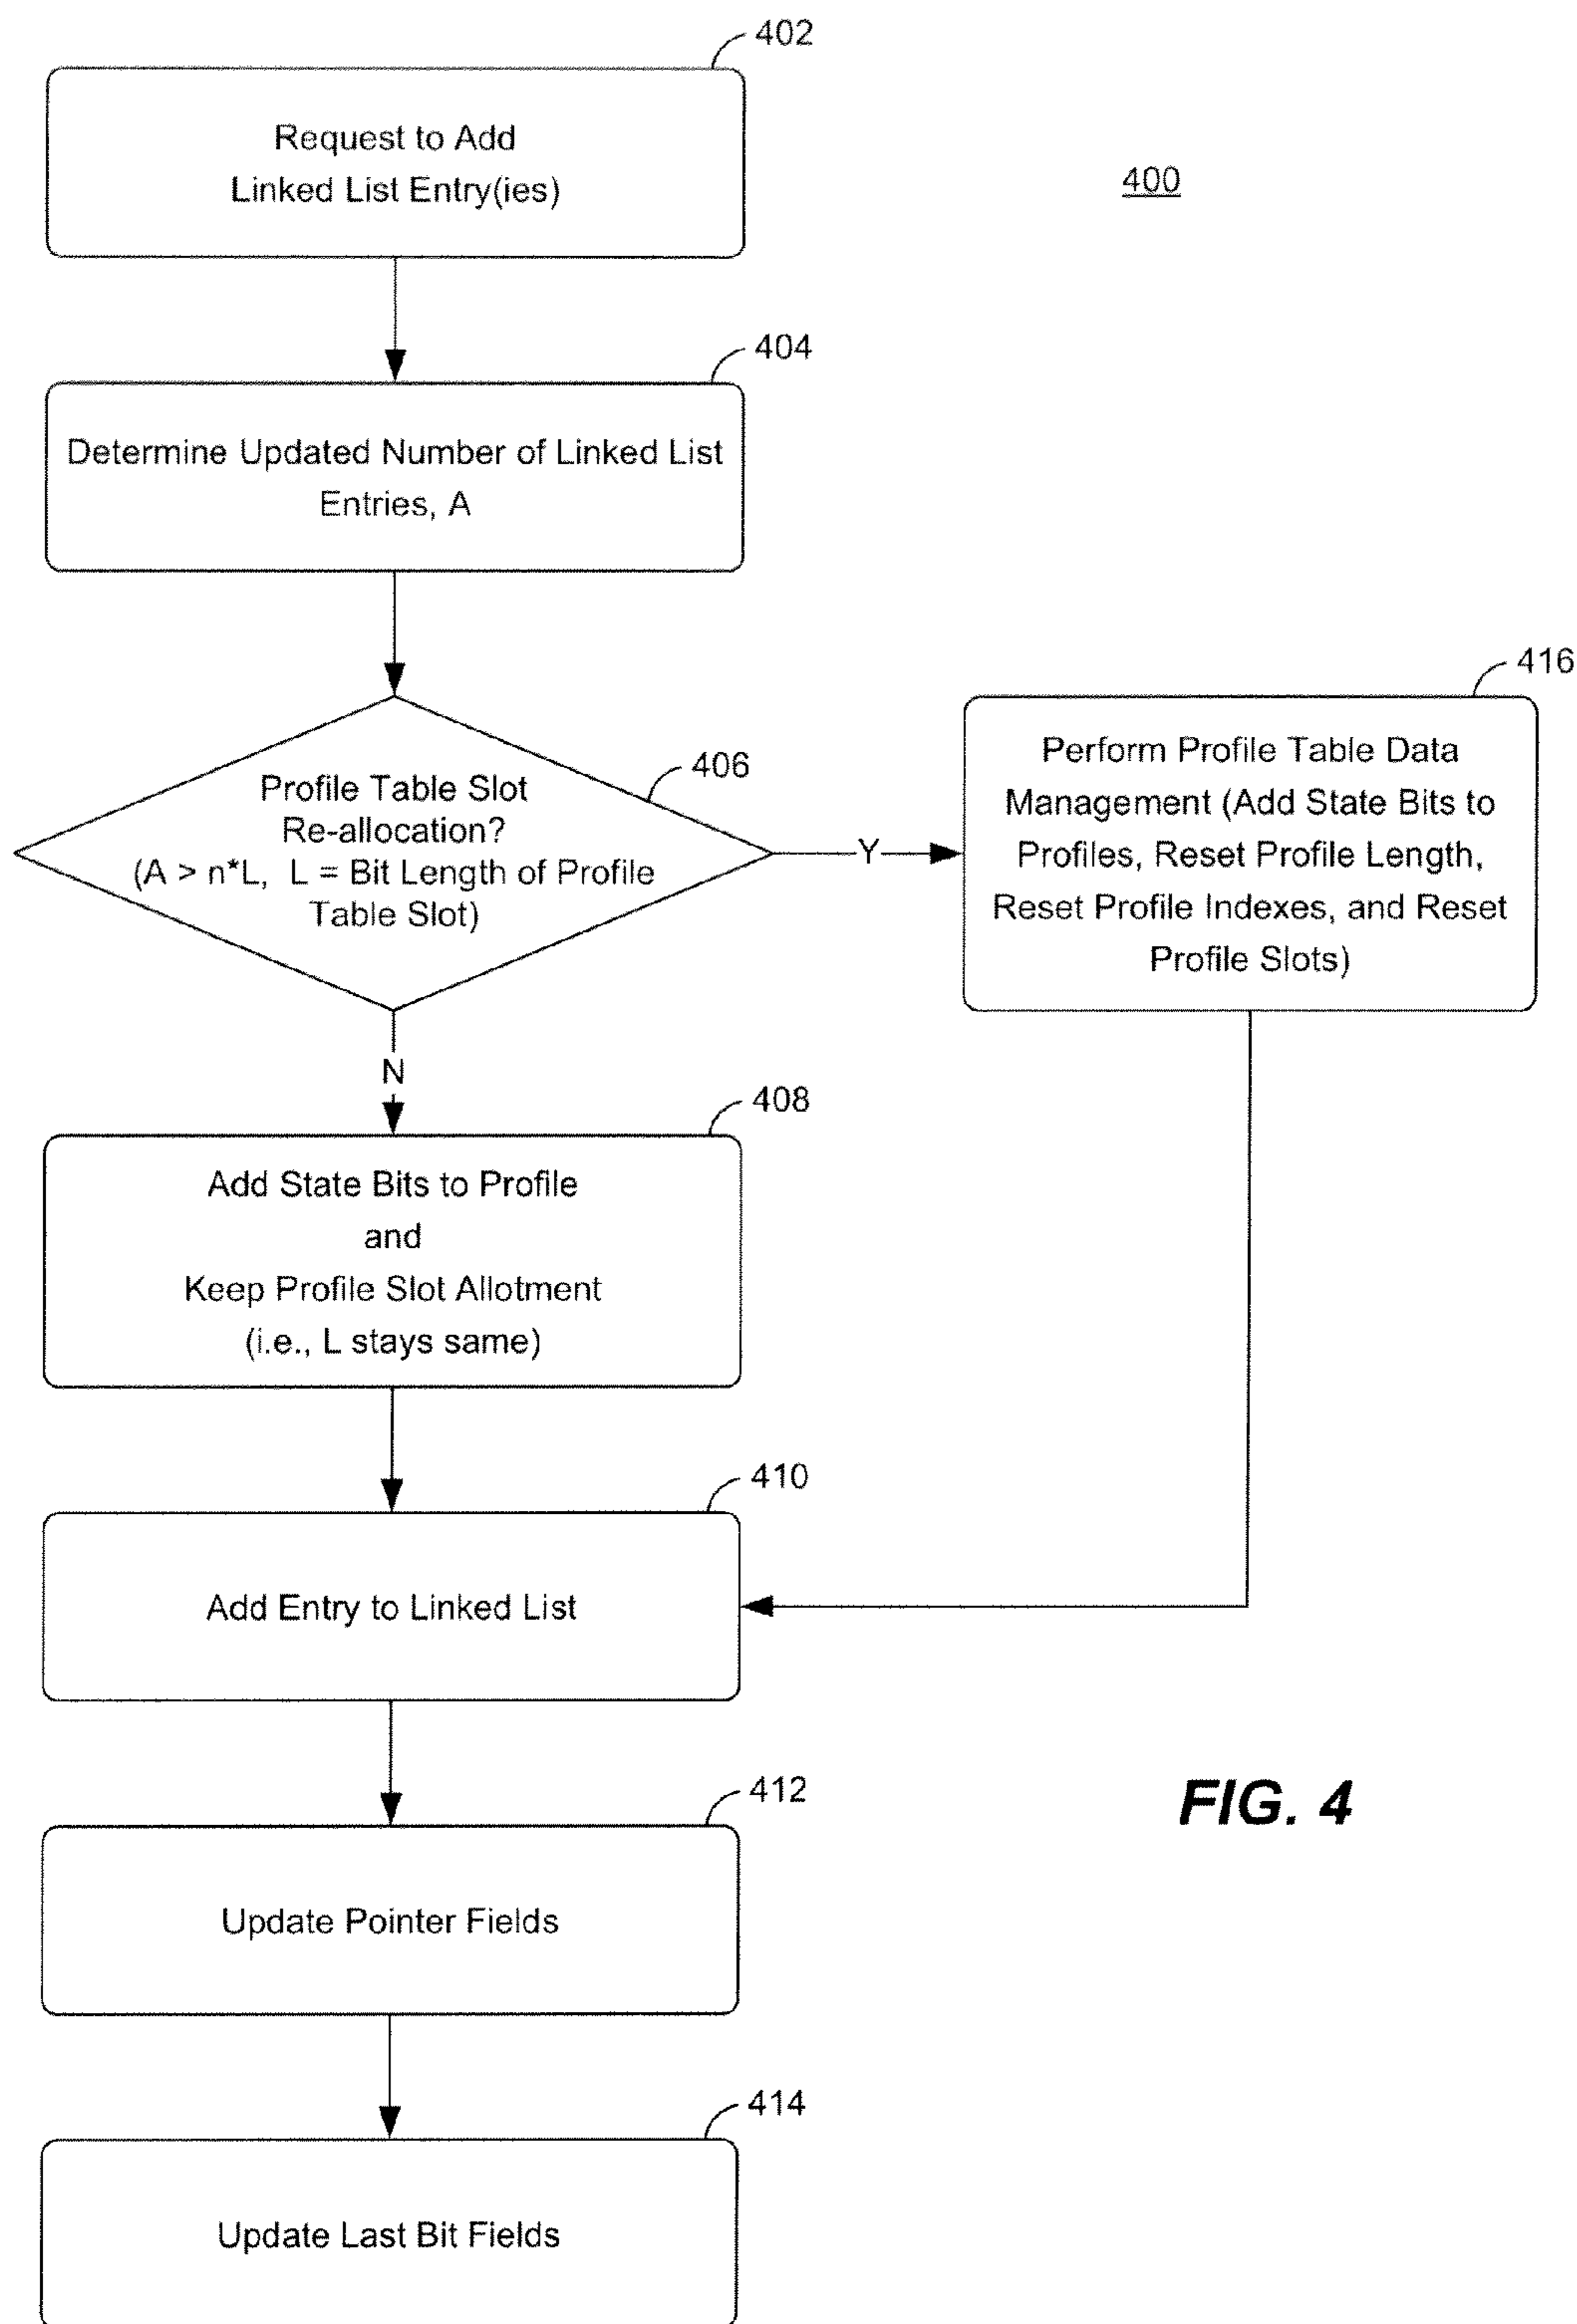 402
Request to Add
Linked List Entry(ies)
400
404
Determine Updated Number of Linked List
Entries, A
406
Profile Table Slot
Re-allocation?
(A > n*L, L = Bit Length of Profile
Table Slot)
Y
416
Perform Profile Table Data
Management (Add State Bits to
Profiles, Reset Profile Length,
Reset Profile Indexes, and Reset
Profile Slots)
N
408
Add State Bits to Profile
and
Keep Profile Slot Allotment
(i.e., L stays same)
410
Add Entry to Linked List
412
Update Pointer Fields
FIG. 4
414
Update Last Bit Fields